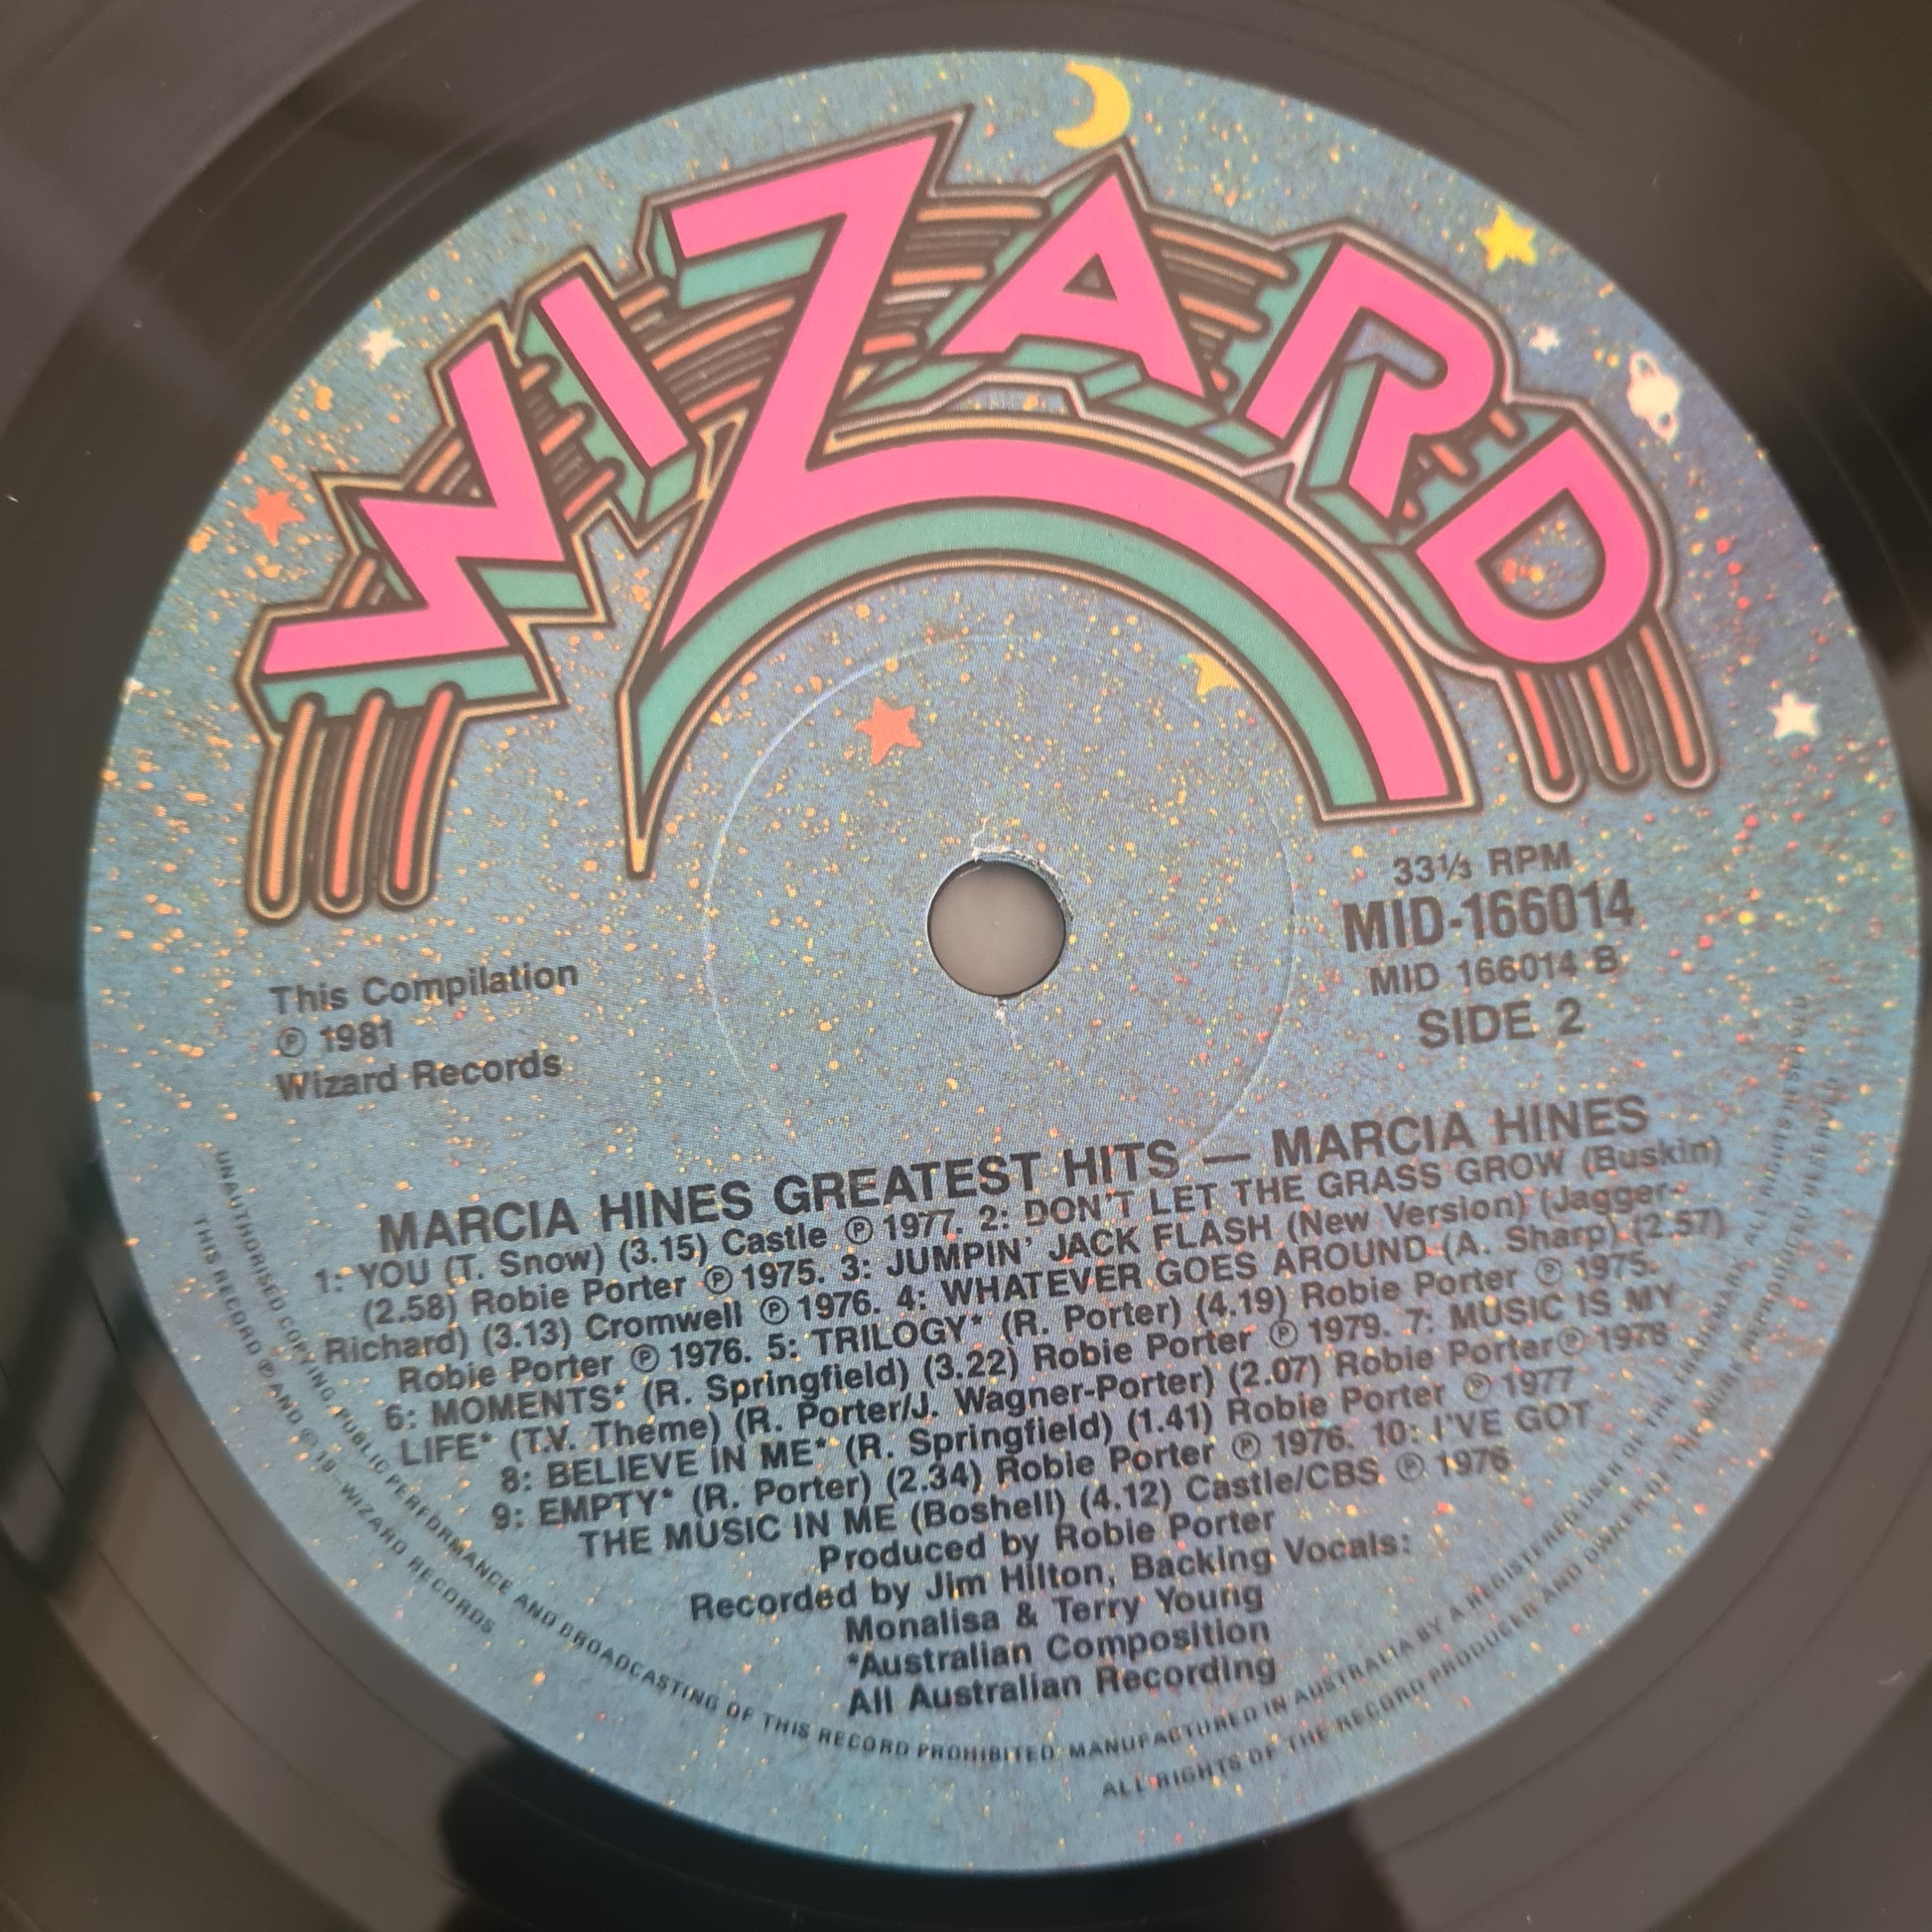 WIZARD
33⅓ RPM
MID-166014
MID 166014 B
SIDE 2
This Compilation
℗ 1981
Wizard Records
MARCIA HINES GREATEST HITS — MARCIA HINES
1: YOU (T. Snow) (3.15) Castle ℗ 1977. 2: DON'T LET THE GRASS GROW (Buskin)
(2.58) Robie Porter ℗ 1975. 3: JUMPIN' JACK FLASH (New Version) (Jagger-
Richard) (3.13) Cromwell ℗ 1976. 4: WHATEVER GOES AROUND (A. Sharp) (2.57)
Robie Porter ℗ 1976. 5: TRILOGY* (R. Porter) (4.19) Robie Porter ℗ 1975.
6: MOMENTS* (R. Springfield) (3.22) Robie Porter ℗ 1979. 7: MUSIC IS MY
LIFE* (T.V. Theme) (R. Porter/J. Wagner-Porter) (2.07) Robie Porter ℗ 1978
8: BELIEVE IN ME* (R. Springfield) (1.41) Robie Porter ℗ 1977
9: EMPTY* (R. Porter) (2.34) Robie Porter ℗ 1976. 10: I'VE GOT
THE MUSIC IN ME (Boshell) (4.12) Castle/CBS ℗ 1976
Produced by Robie Porter
Recorded by Jim Hilton, Backing Vocals:
Monalisa & Terry Young
*Australian Composition
All Australian Recording
UNAUTHORISED COPYING, PUBLIC PERFORMANCE AND BROADCASTING OF THIS RECORD PROHIBITED. MANUFACTURED IN AUSTRALIA BY A REGISTERED USER OF THE TRADEMARK. ALL RIGHTS RESERVED
THIS RECORD ℗ AND © 19–WIZARD RECORDS
ALL RIGHTS OF THE RECORD PRODUCER AND OWNER OF THE WORK REPRODUCED RESERVED